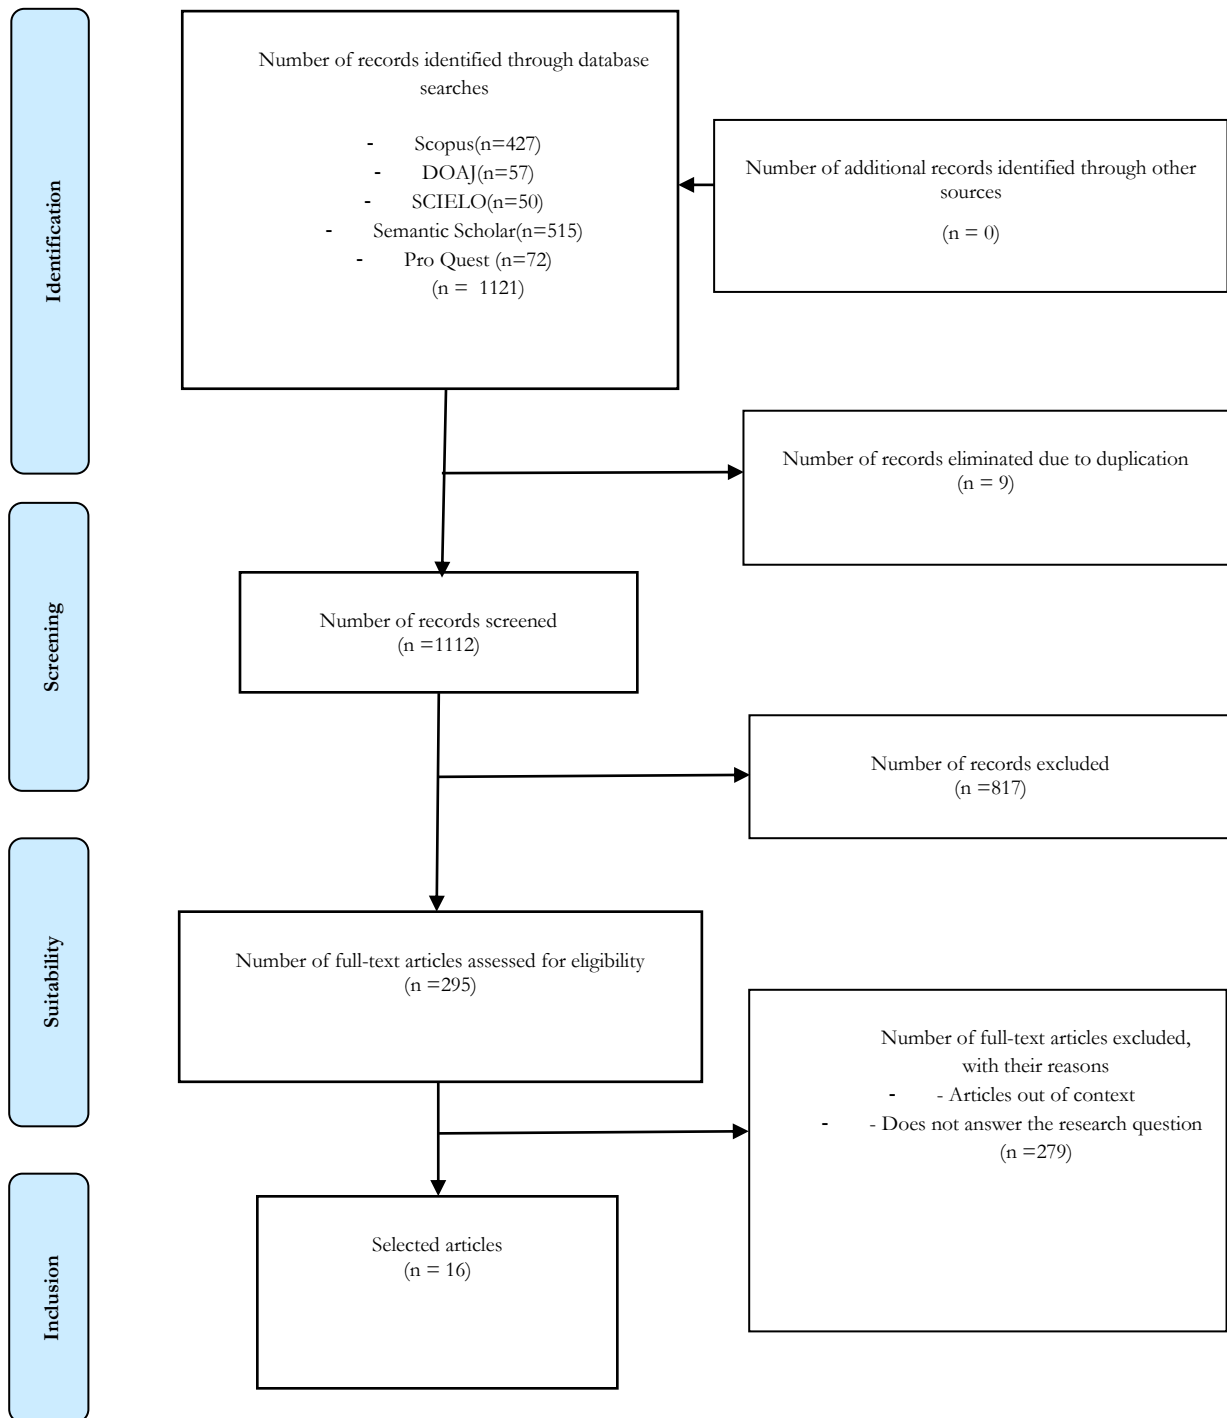 Identification
Number of records identified through database
searches
- Scopus(n=427)
- DOAJ(n=57)
- SCIELO(n=50)
- Semantic Scholar(n=515)
- Pro Quest (n=72)
(n = 1121)
Number of additional records identified through other
sources
(n = 0)
Number of records eliminated due to duplication
(n = 9)
Screening
Number of records screened
(n =1112)
Number of records excluded
(n =817)
Suitability
Number of full-text articles assessed for eligibility
(n =295)
Number of full-text articles excluded,
with their reasons
- - Articles out of context
- - Does not answer the research question
(n =279)
Inclusion
Selected articles
(n = 16)